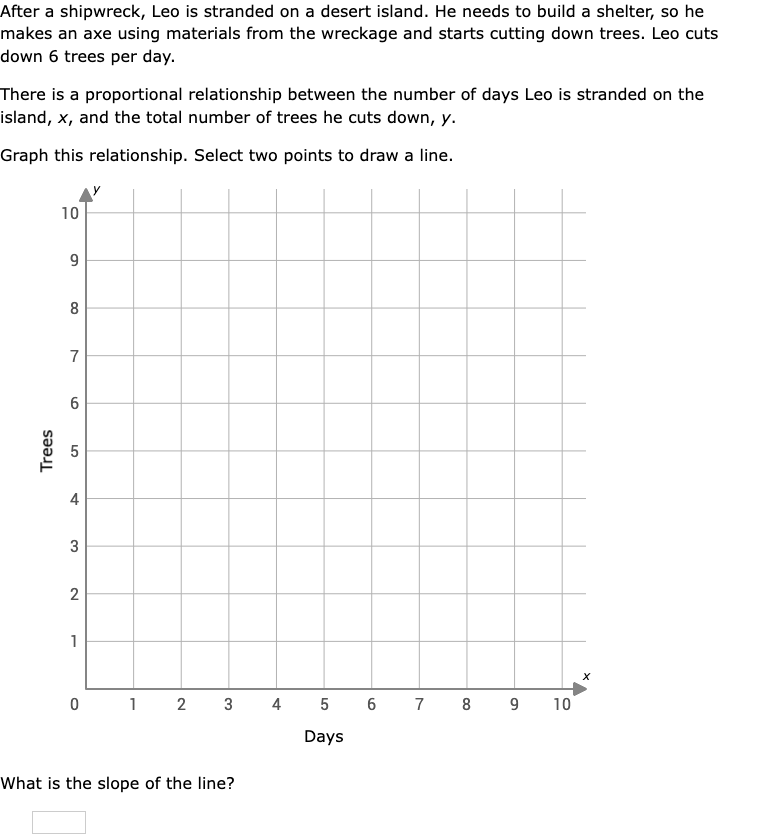 After a shipwreck, Leo is stranded on a desert island. He needs to build a shelter, so he
makes an axe using materials from the wreckage and starts cutting down trees. Leo cuts
down 6 trees per day.
There is a proportional relationship between the number of days Leo is stranded on the
island, x, and the total number of trees he cuts down, y.
Graph this relationship. Select two points to draw a line.
y
10
9
8
7
6
5
4
3
2
1
Trees
x
0 1 2 3 4 5 6 7 8 9 10
Days
What is the slope of the line?